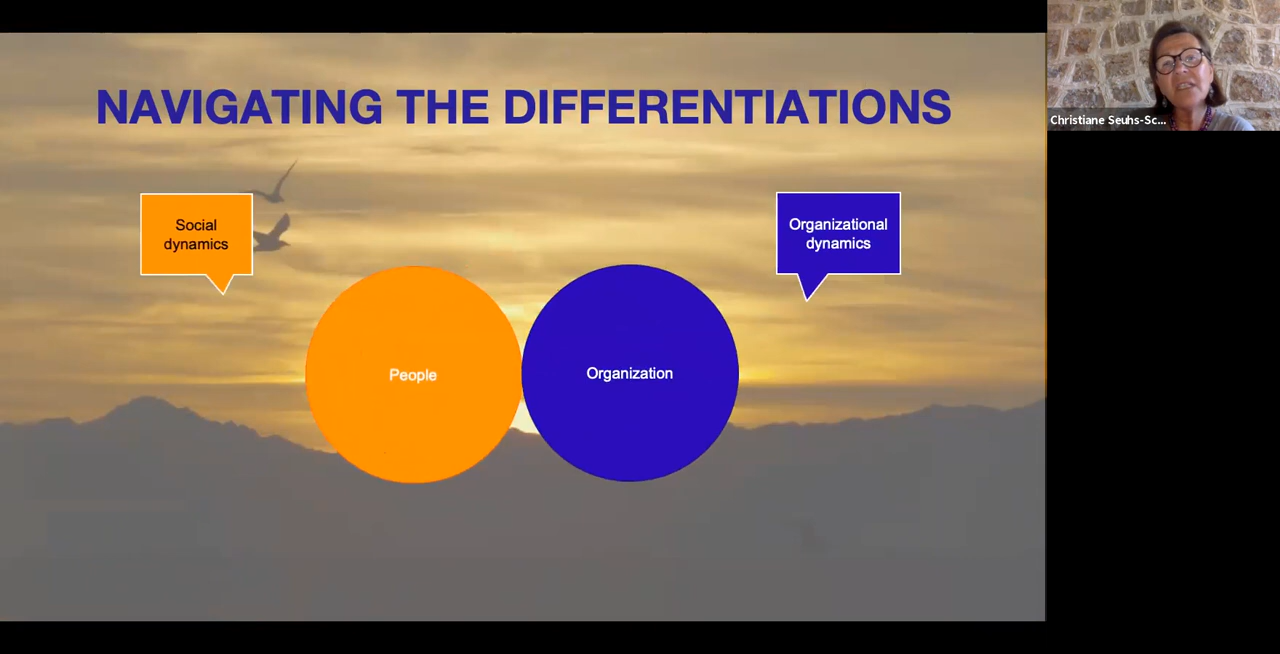 NAVIGATING THE DIFFERENTIATIONS
Christiane Seuhs-Sc...
Social
dynamics
Organizational
dynamics
People
Organization